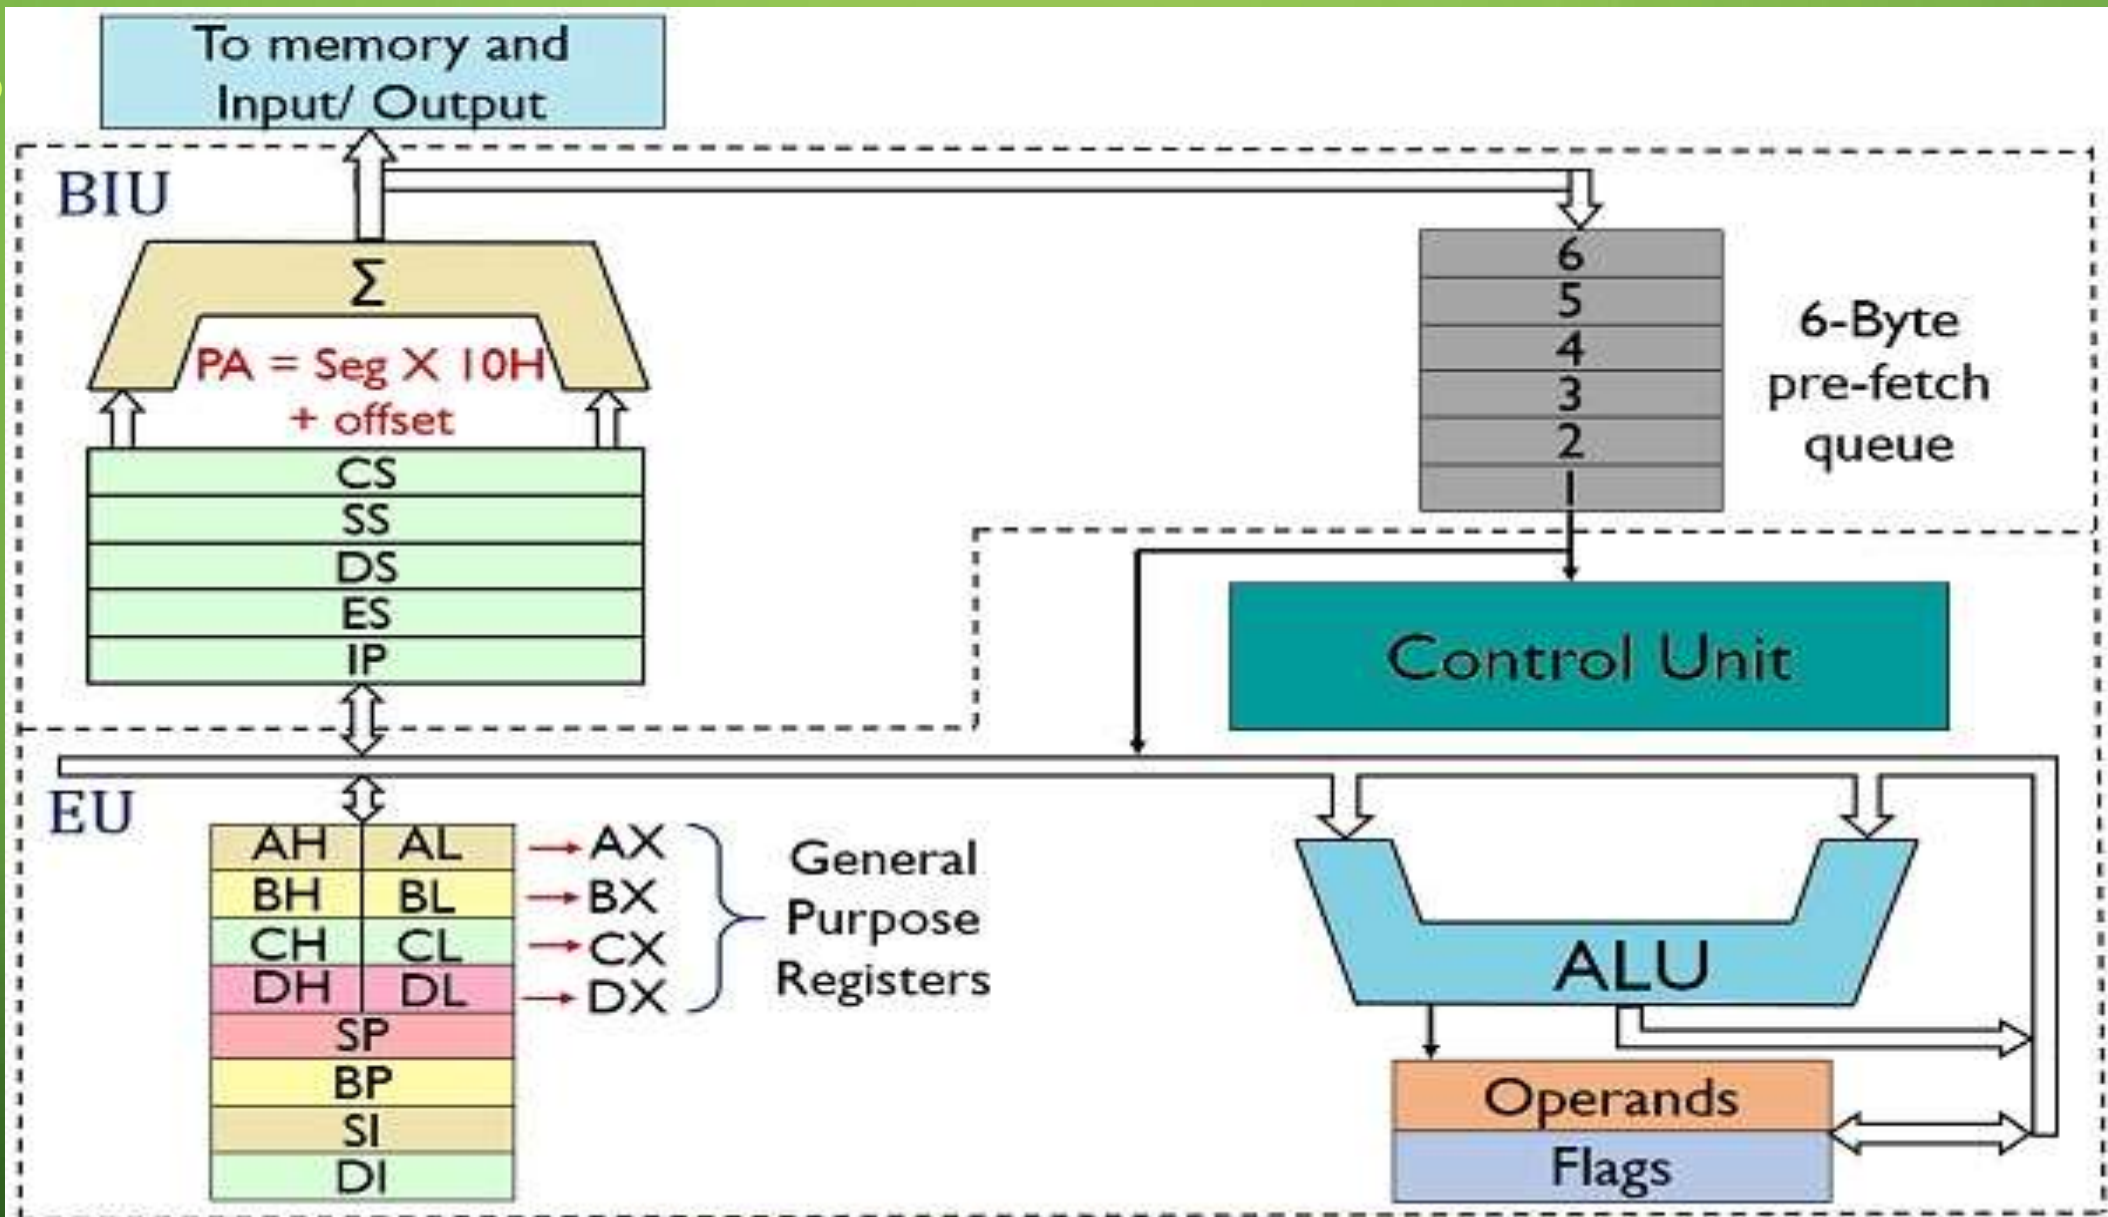 To memory and
Input/ Output
BIU
Σ
PA = Seg X 10H
+ offset
CS
SS
DS
ES
IP
6
5
4
3
2
1
6-Byte
pre-fetch
queue
Control Unit
EU
AH AL → AX
BH BL → BX
CH CL → CX
DH DL → DX
SP
BP
SI
DI
General
Purpose
Registers
ALU
Operands
Flags